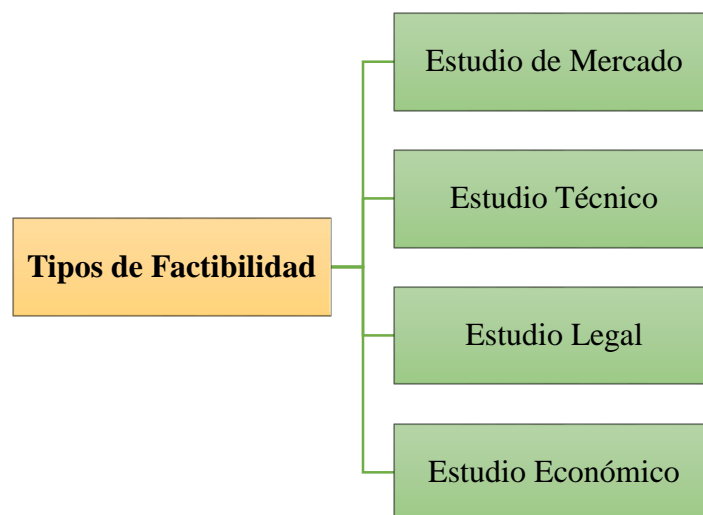 Tipos de Factibilidad
Estudio de Mercado
Estudio Técnico
Estudio Legal
Estudio Económico